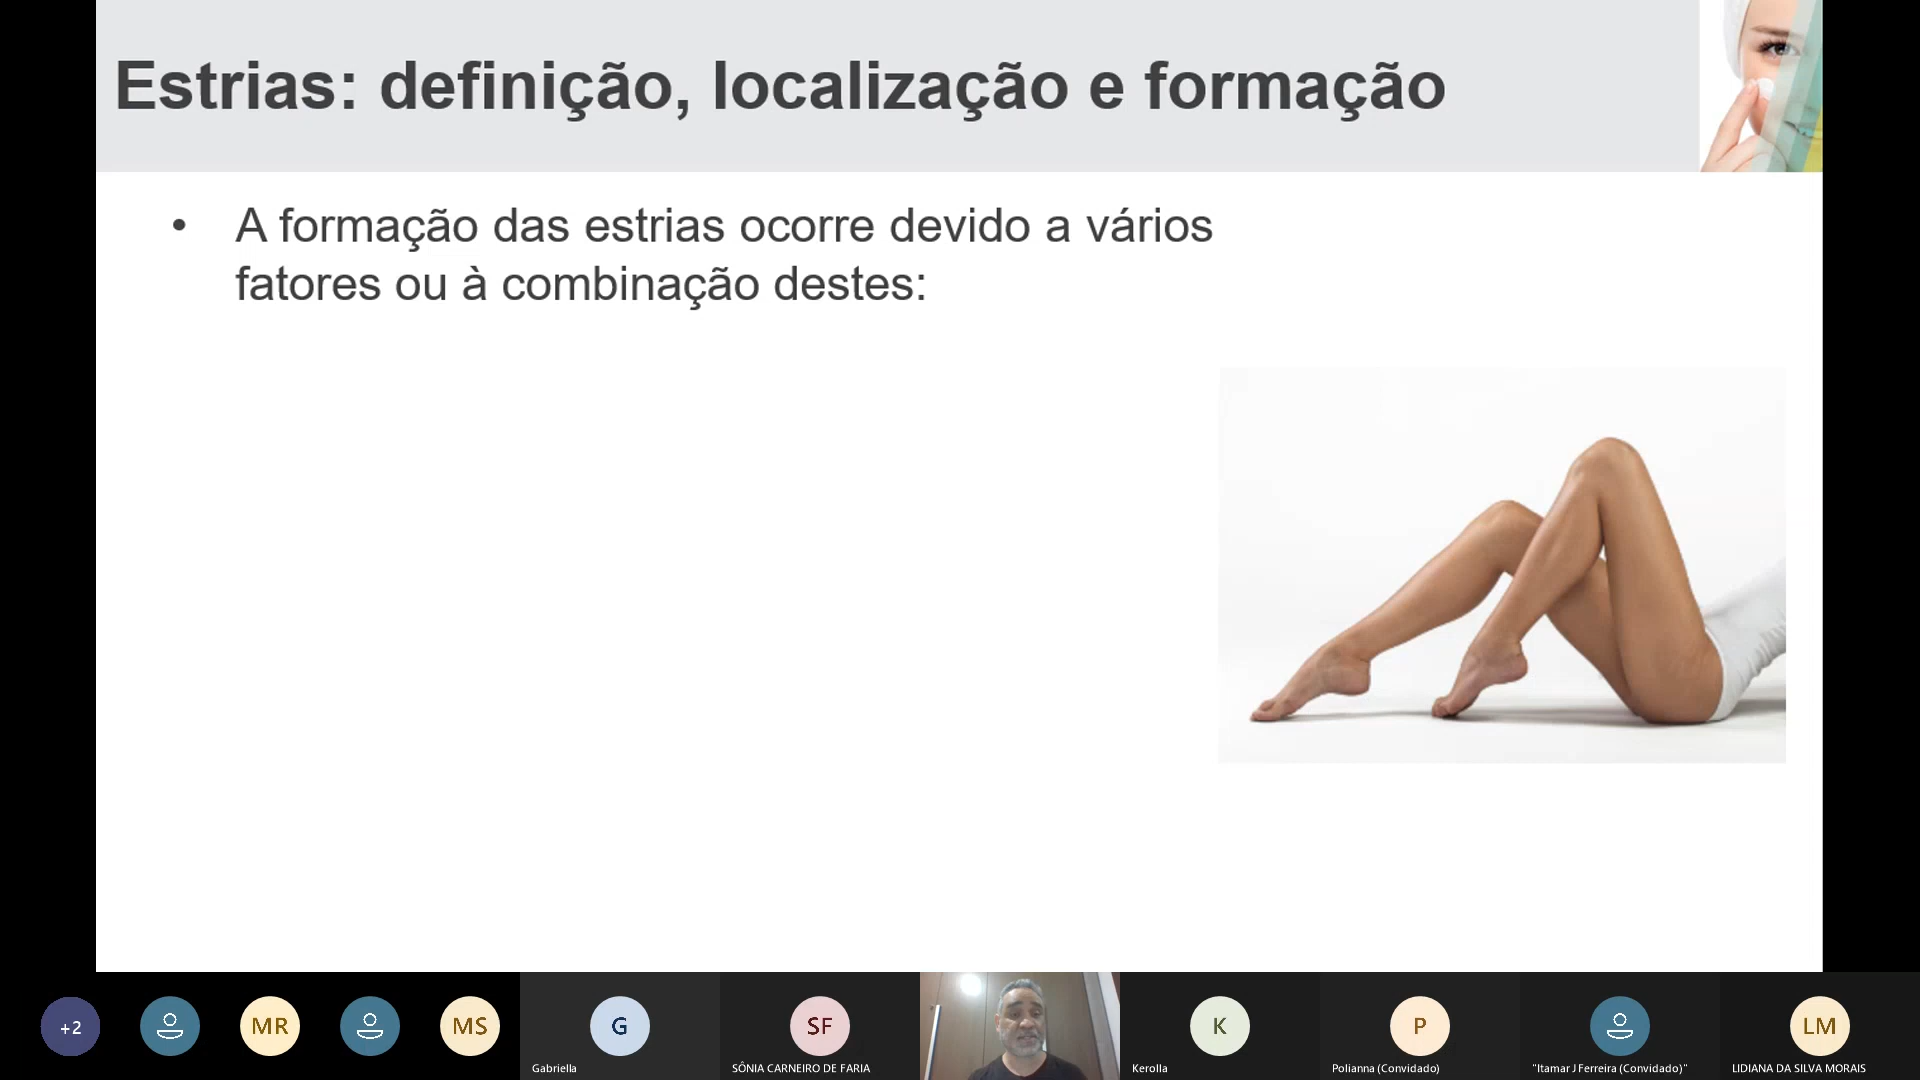 Estrias: definição, localização e formação
• A formação das estrias ocorre devido a vários
fatores ou à combinação destes:
+2
MR
MS
G
SF
K
P
LM
Gabriella
SÔNIA CARNEIRO DE FARIA
Kerolla
Polianna (Convidado)
"Itamar J Ferreira (Convidado)"
LIDIANA DA SILVA MORAIS